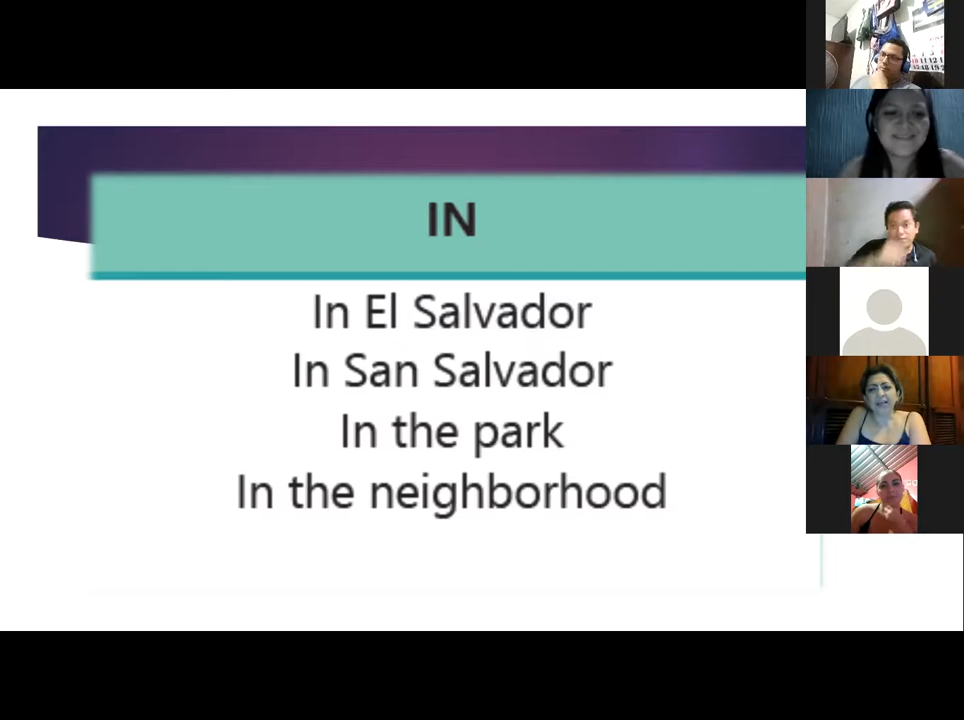 IN
In El Salvador
In San Salvador
In the park
In the neighborhood